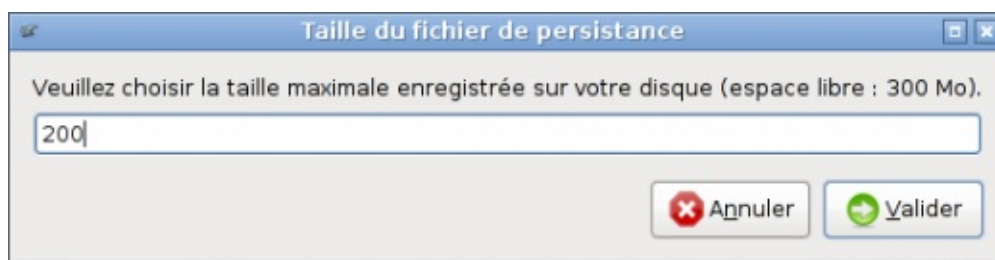 Taille du fichier de persistance
Veuillez choisir la taille maximale enregistrée sur votre disque (espace libre : 300 Mo).
200
Annuler
Valider